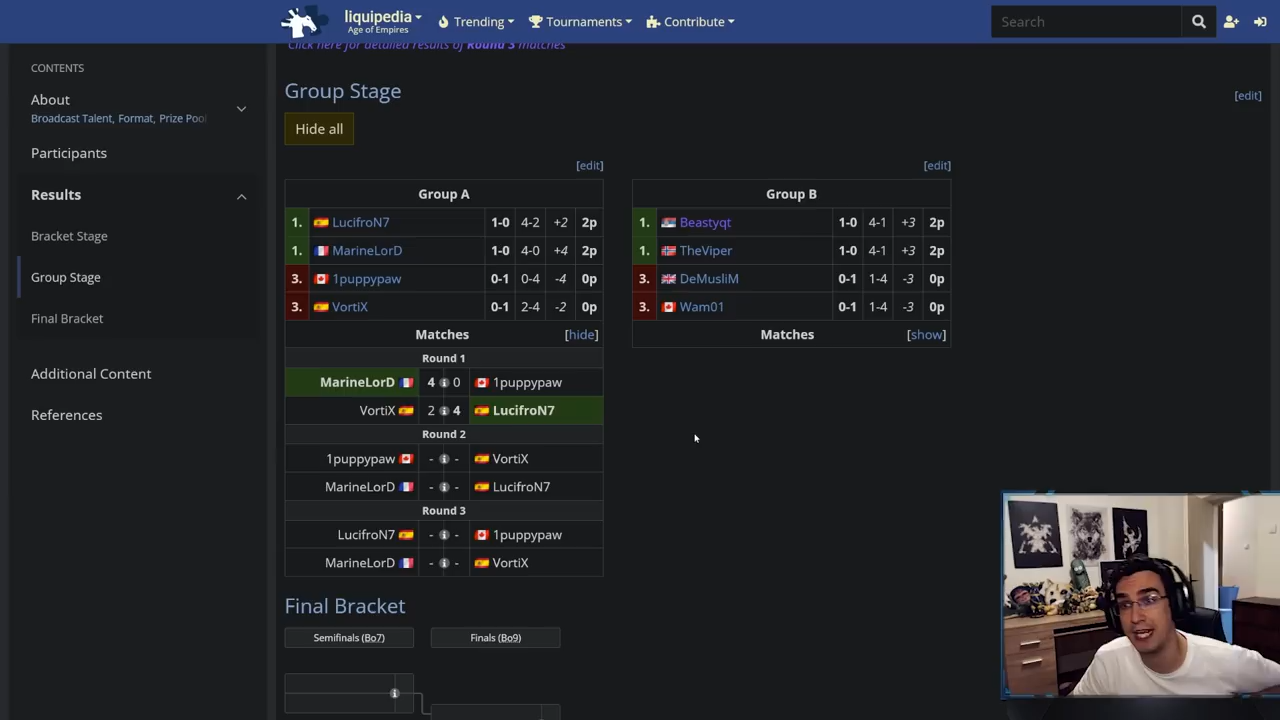 liquipedia
Age of Empires
Trending
Tournaments
Contribute
Search
Click here for detailed results of Round 3 matches
CONTENTS
About
Broadcast Talent, Format, Prize Pool
Participants
Results
Bracket Stage
Group Stage
Final Bracket
Additional Content
References
Group Stage
[edit]
Hide all
[edit]
Group A
1. LucifroN7 1-0 4-2 +2 2p
1. MarineLorD 1-0 4-0 +4 2p
3. 1puppypaw 0-1 0-4 -4 0p
3. VortiX 0-1 2-4 -2 0p
Matches [hide]
Round 1
MarineLorD 4 0 1puppypaw
VortiX 2 4 LucifroN7
Round 2
1puppypaw - - VortiX
MarineLorD - - LucifroN7
Round 3
LucifroN7 - - 1puppypaw
MarineLorD - - VortiX
[edit]
Group B
1. Beastyqt 1-0 4-1 +3 2p
1. TheViper 1-0 4-1 +3 2p
3. DeMusliM 0-1 1-4 -3 0p
3. Wam01 0-1 1-4 -3 0p
Matches [show]
Final Bracket
Semifinals (Bo7)
Finals (Bo9)